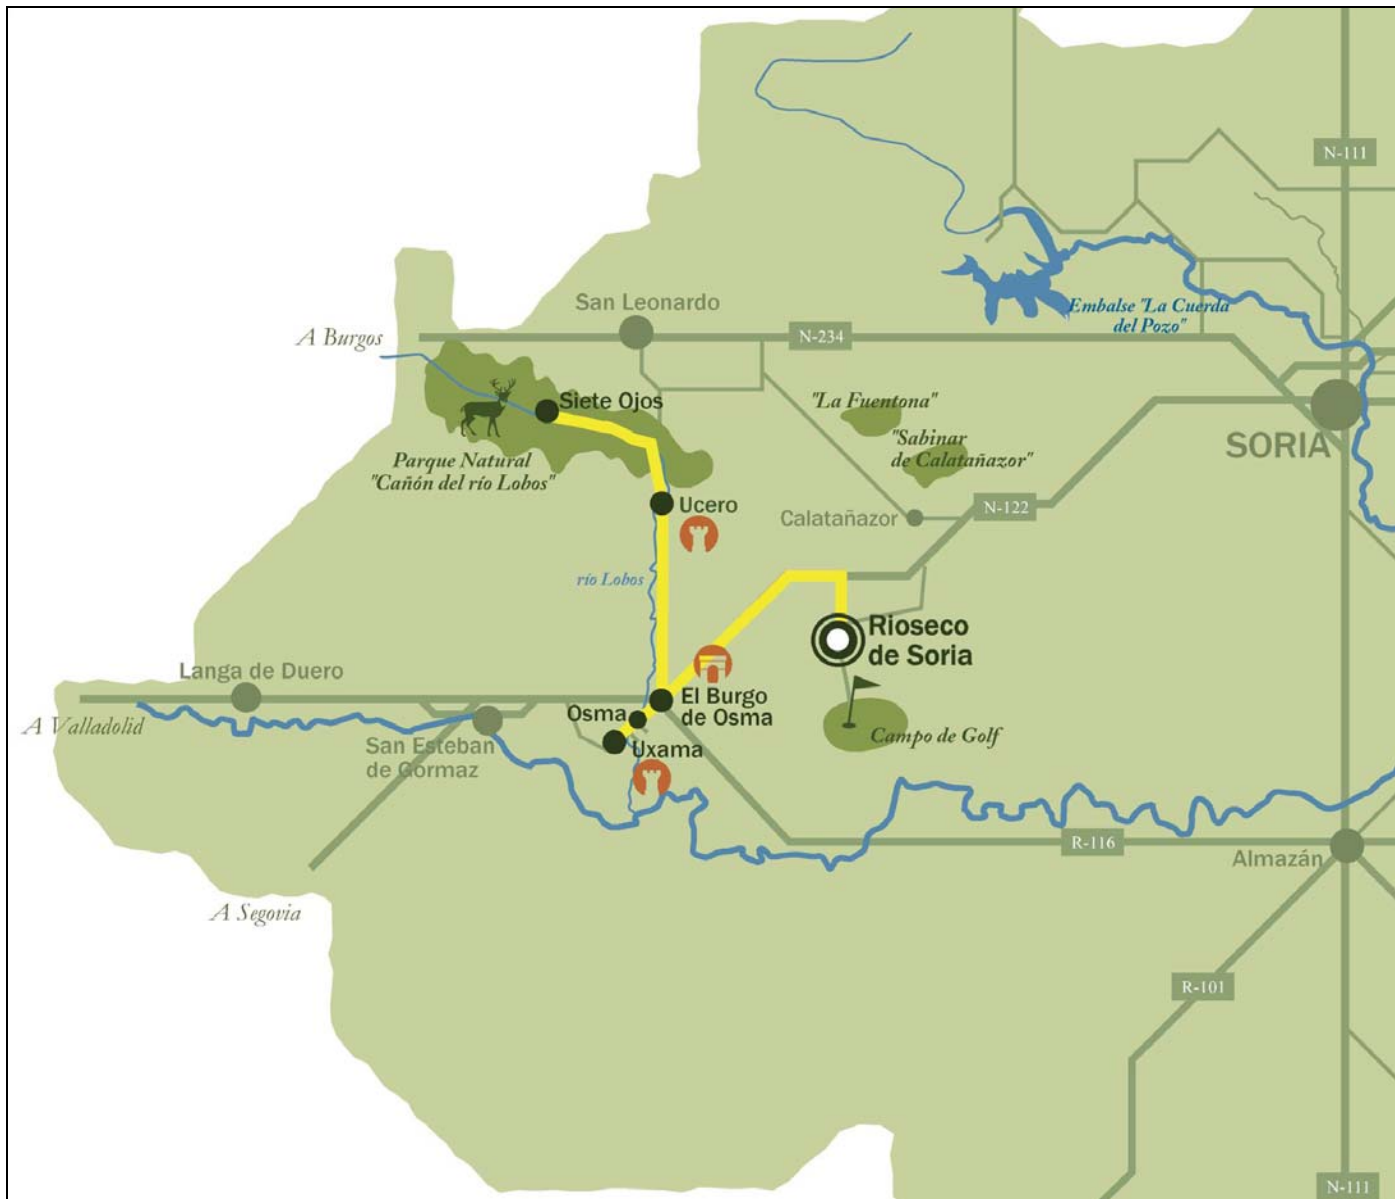 N-111
San Leonardo
A Burgos
N-234
Embalse "La Cuerda
del Pozo"
Siete Ojos
"La Fuentona"
"Sabinar
de Calatañazor"
SORIA
Parque Natural
"Cañón del río Lobos"
Ucero
Calatañazor
N-122
río Lobos
Rioseco
de Soria
Langa de Duero
El Burgo
de Osma
Osma
A Valladolid
San Esteban
de Gormaz
Uxama
Campo de Golf
R-116
Almazán
A Segovia
R-101
N-111